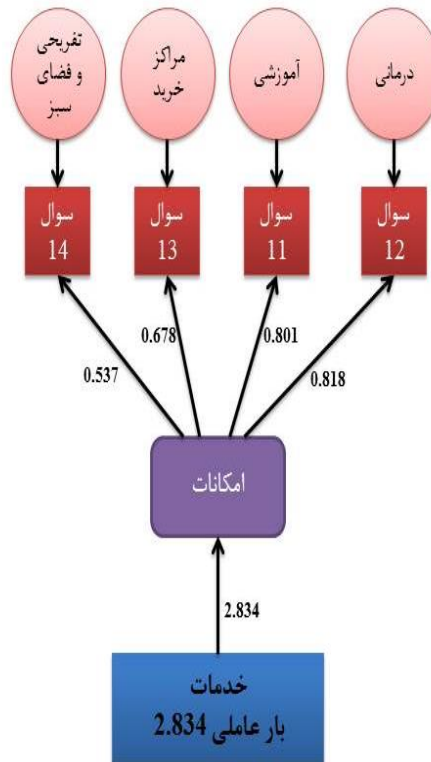 درمانی
آموزشی
مراکز
خرید
تفریحی
و فضای
سبز
سوال
12
سوال
11
سوال
13
سوال
14
0.818
0.801
0.678
0.537
امکانات
2.834
خدمات
بار عاملی 2.834